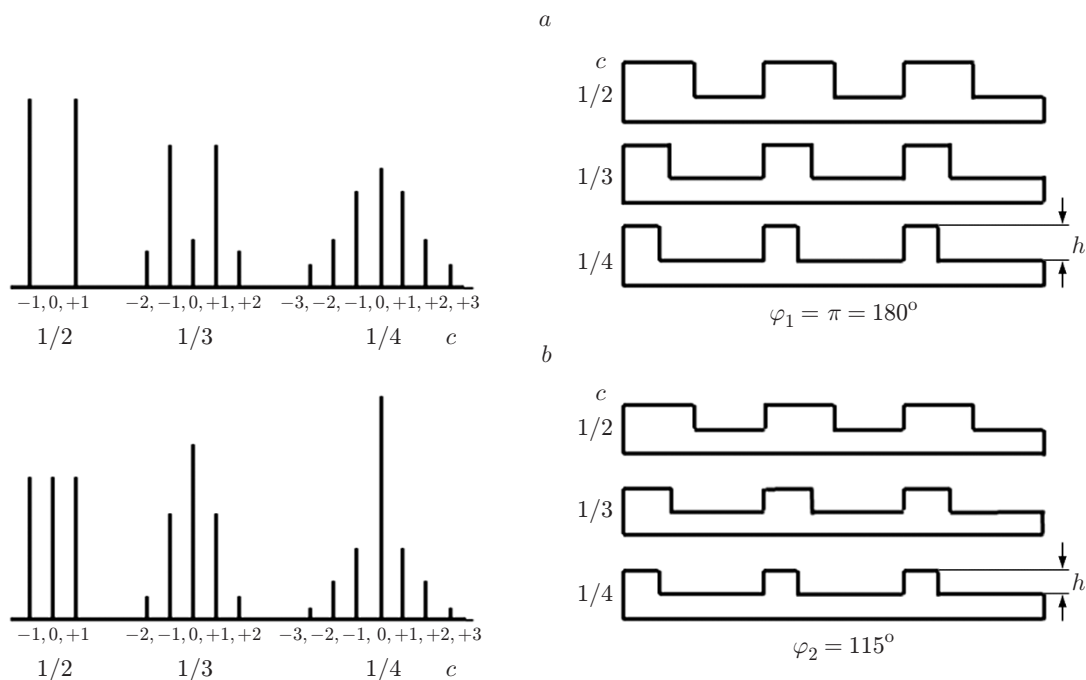 a
c
1/2
1/3
1/4
h
φ₁ = π = 180°
−1, 0, +1
−2, −1, 0, +1, +2
−3, −2, −1, 0, +1, +2, +3
1/2
1/3
1/4
c
b
c
1/2
1/3
1/4
h
φ₂ = 115°
−1, 0, +1
−2, −1, 0, +1, +2
−3, −2, −1, 0, +1, +2, +3
1/2
1/3
1/4
c